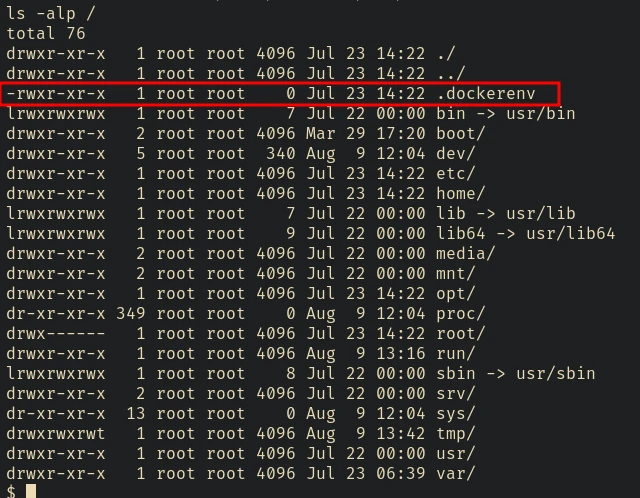 ls -alp /
total 76
drwxr-xr-x   1 root root 4096 Jul 23 14:22 ./
drwxr-xr-x   1 root root 4096 Jul 23 14:22 ../
-rwxr-xr-x   1 root root    0 Jul 23 14:22 .dockerenv
lrwxrwxrwx   1 root root    7 Jul 22 00:00 bin -> usr/bin
drwxr-xr-x   2 root root 4096 Mar 29 17:20 boot/
drwxr-xr-x   5 root root  340 Aug  9 12:04 dev/
drwxr-xr-x   1 root root 4096 Jul 23 14:22 etc/
drwxr-xr-x   1 root root 4096 Jul 23 14:22 home/
lrwxrwxrwx   1 root root    7 Jul 22 00:00 lib -> usr/lib
lrwxrwxrwx   1 root root    9 Jul 22 00:00 lib64 -> usr/lib64
drwxr-xr-x   2 root root 4096 Jul 22 00:00 media/
drwxr-xr-x   2 root root 4096 Jul 22 00:00 mnt/
drwxr-xr-x   1 root root 4096 Jul 23 14:22 opt/
dr-xr-xr-x 349 root root    0 Aug  9 12:04 proc/
drwx------   1 root root 4096 Jul 23 14:22 root/
drwxr-xr-x   1 root root 4096 Aug  9 13:16 run/
lrwxrwxrwx   1 root root    8 Jul 22 00:00 sbin -> usr/sbin
drwxr-xr-x   2 root root 4096 Jul 22 00:00 srv/
dr-xr-xr-x  13 root root    0 Aug  9 12:04 sys/
drwxrwxrwt   1 root root 4096 Aug  9 13:42 tmp/
drwxr-xr-x   1 root root 4096 Jul 22 00:00 usr/
drwxr-xr-x   1 root root 4096 Jul 23 06:39 var/
$